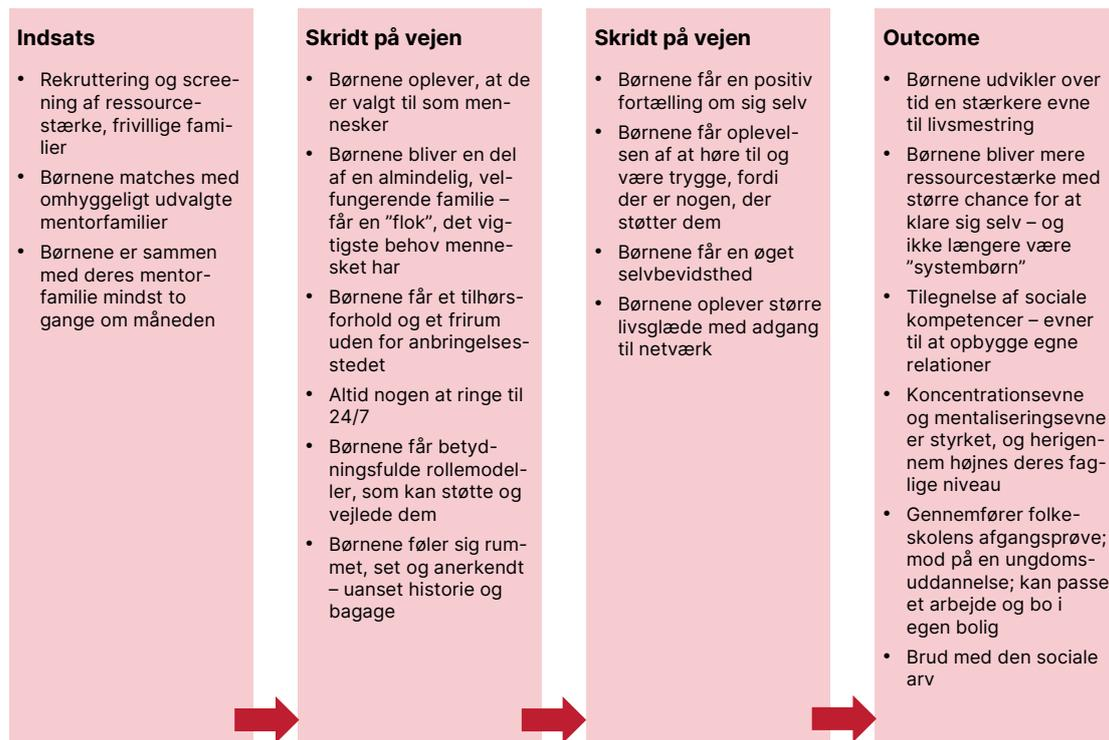 Indsats
• Rekruttering og scree-
ning af ressource-
stærke, frivillige fami-
lier
• Børnene matches med
omhyggeligt udvalgte
mentorfamilier
• Børnene er sammen
med deres mentor-
familie mindst to
gange om måneden
Skridt på vejen
• Børnene oplever, at de
er valgt til som men-
nesker
• Børnene bliver en del
af en almindelig, vel-
fungerende familie –
får en ”flok”, det vig-
tigste behov menne-
sket har
• Børnene får et tilhørs-
forhold og et frirum
uden for anbringelses-
stedet
• Altid nogen at ringe til
24/7
• Børnene får betyd-
ningsfulde rollemodel-
ler, som kan støtte og
vejlede dem
• Børnene føler sig rum-
met, set og anerkendt
– uanset historie og
bagage
Skridt på vejen
• Børnene får en positiv
fortælling om sig selv
• Børnene får oplevel-
sen af at høre til og
være trygge, fordi
der er nogen, der
støtter dem
• Børnene får en øget
selvbevidsthed
• Børnene oplever større
livsglæde med adgang
til netværk
Outcome
• Børnene udvikler over
tid en stærkere evne
til livsmestring
• Børnene bliver mere
ressourcestærke med
større chance for at
klare sig selv – og
ikke længere være
”systembørn”
• Tilegnelse af sociale
kompetencer – evner
til at opbygge egne
relationer
• Koncentrationsevne
og mentaliseringsevne
er styrket, og herigen-
nem højnes deres fag-
lige niveau
• Gennemfører folke-
skolens afgangsprøve;
mod på en ungdoms-
uddannelse; kan passe
et arbejde og bo i
egen bolig
• Brud med den sociale
arv